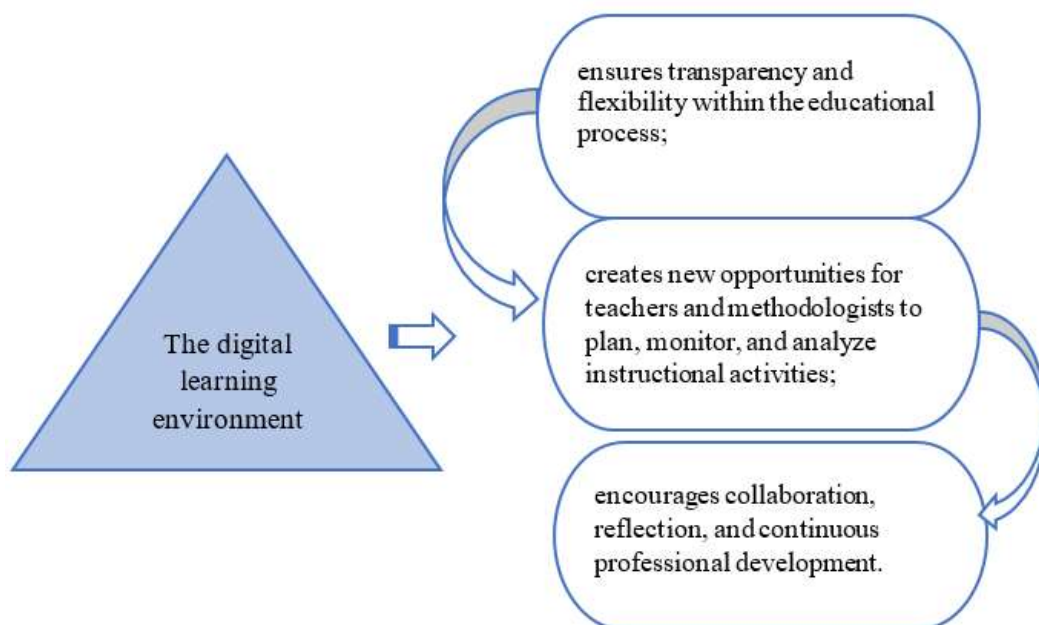 The digital
learning
environment
ensures transparency and
flexibility within the educational
process;
creates new opportunities for
teachers and methodologists to
plan, monitor, and analyze
instructional activities;
encourages collaboration,
reflection, and continuous
professional development.